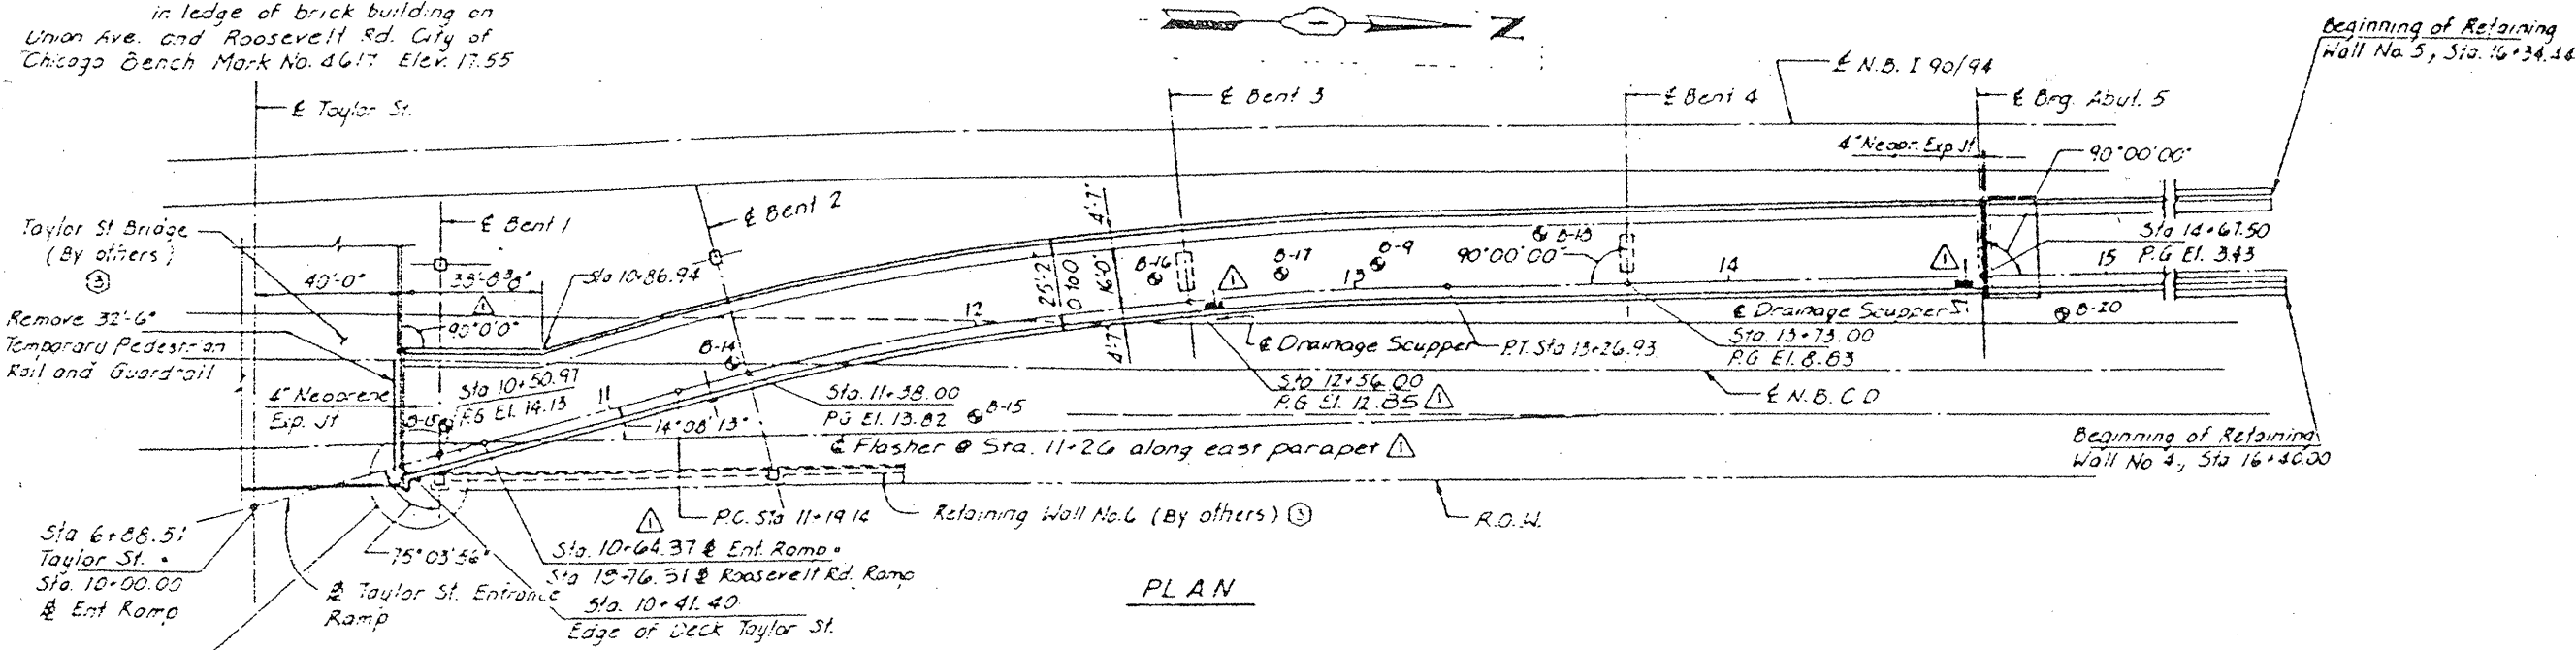 in ledge of brick building on
Union Ave. and Roosevelt Rd. City of
Chicago Bench Mark No. 4617 Elev. 17.55
N
Beginning of Retaining
Wall No. 5, Sta. 16+34.44
℄ Taylor St.
℄ Bent 3
℄ N.B. I 90/94
℄ Bent 4
℄ Brg. Abut. 5
4" Neopr. Exp Jt
90°00'00"
Taylor St Bridge
(By others)
3
℄ Bent 1
℄ Bent 2
4'-7"
40'-0"
Sta 10+86.94
25'-2"
16'-0"
B-16
B-17
B-9
B-18
90°00'00"
13
14
1
1
Sta 14+67.50
P.G El. 3.43
15
Remove 32'-6"
Temporary Pedestrian
Rail and Guardrail
1
90°0'0"
12
4'-7"
℄ Drainage Scupper
P.T. Sta 13+26.93
℄ Drainage Scupper
Sta. 13+73.00
P.G El. 8.83
B-20
4" Neoprene
Exp. Jt
Sta 10+50.97
P.G El. 14.13
B-14
11
14°08'13"
Sta. 11+38.00
P.G El. 13.82
B-15
Sta 12+56.00
P.G El. 12.85
1
℄ N.B. C D
℄ Flasher @ Sta. 11+26 along east parapet
1
Beginning of Retaining
Wall No 4, Sta 16+40.00
Sta 6+88.51
Taylor St. =
Sta. 10+00.00
℄ Ent Ramp
75°03'56"
1
P.C. Sta 11+19.14
Retaining Wall No. 6 (By others)
3
R.O.W.
℄ Taylor St. Entrance
Ramp
Sta. 10+64.37 ℄ Ent. Ramp =
Sta 18+76.31 ℄ Roosevelt Rd. Ramp
Sta. 10+41.40
Edge of Deck Taylor St.
PLAN